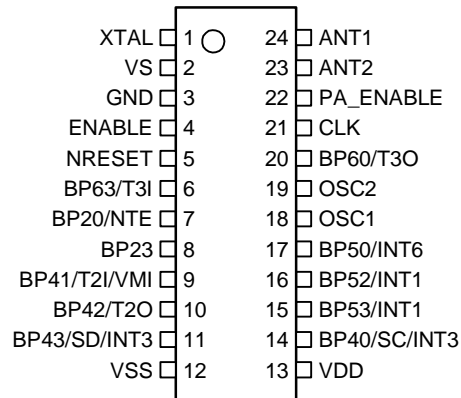 XTAL 1 24 ANT1
VS 2 23 ANT2
GND 3 22 PA_ENABLE
ENABLE 4 21 CLK
NRESET 5 20 BP60/T3O
BP63/T3I 6 19 OSC2
BP20/NTE 7 18 OSC1
BP23 8 17 BP50/INT6
BP41/T2I/VMI 9 16 BP52/INT1
BP42/T2O 10 15 BP53/INT1
BP43/SD/INT3 11 14 BP40/SC/INT3
VSS 12 13 VDD